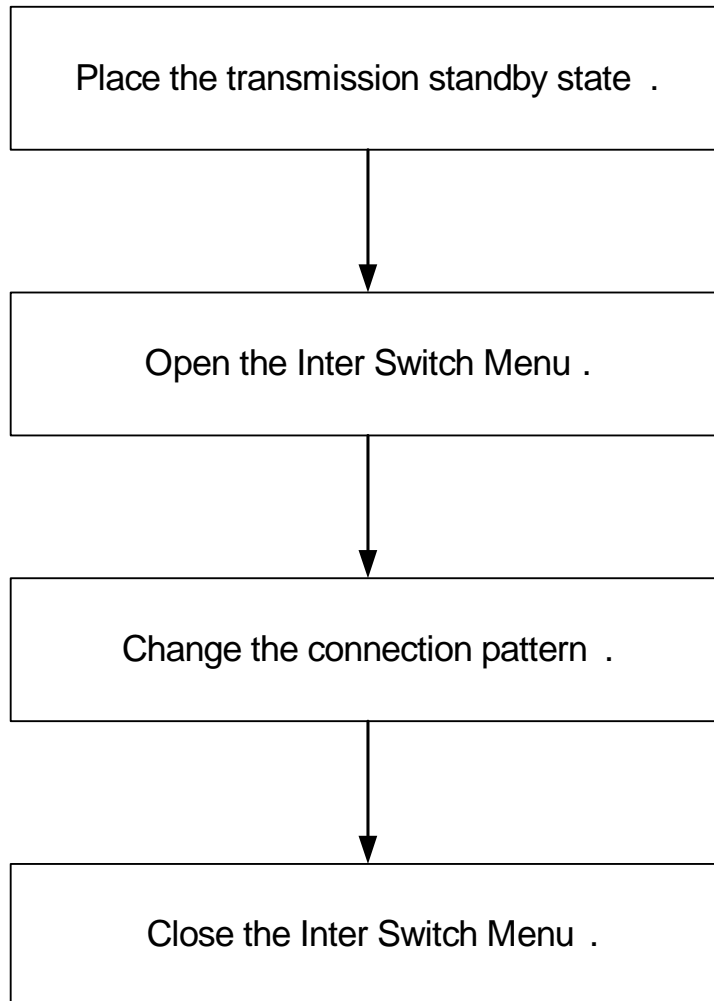 Place the transmission standby state .
Open the Inter Switch Menu .
Change the connection pattern .
Close the Inter Switch Menu .